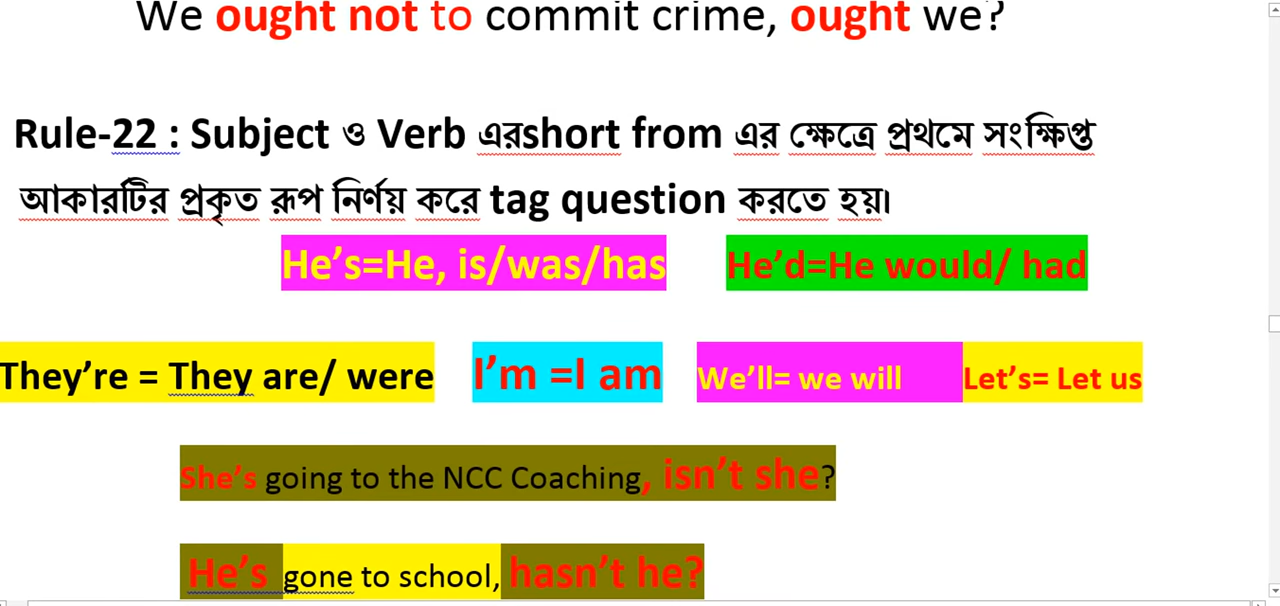 We ought not to commit crime, ought we?
Rule-22 : Subject ও Verb এরshort from এর ক্ষেত্রে প্রথমে সংক্ষিপ্ত
আকারটির প্রকৃত রূপ নির্ণয় করে tag question করতে হয়।
He's=He, is/was/has He'd=He would/ had
They're = They are/ were I'm =I am We'll= we will Let's= Let us
She's going to the NCC Coaching, isn't she?
He's gone to school, hasn't he?